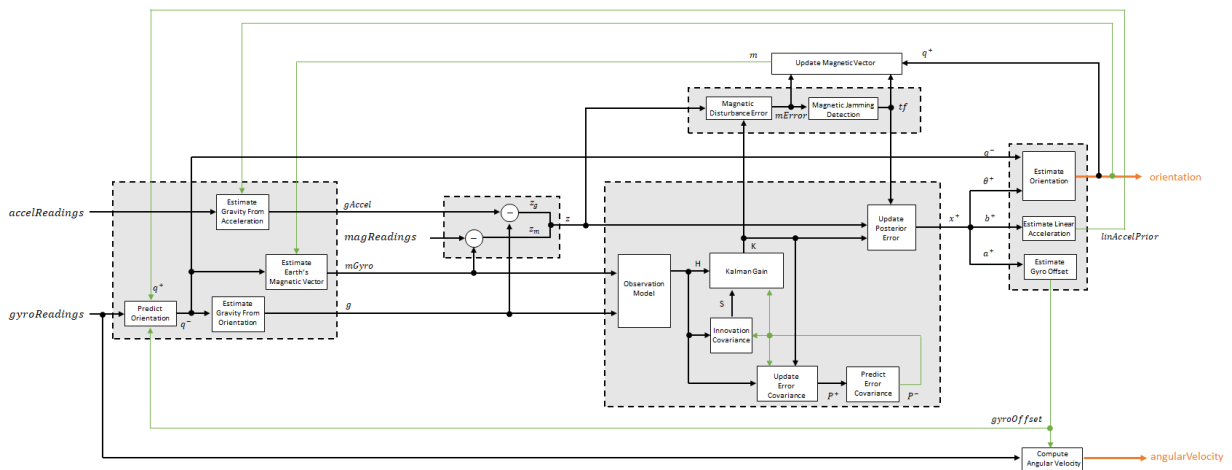 m
Update Magnetic Vector
q⁺
Magnetic
Disturbance Error
mError
Magnetic Jamming
Detection
tf
q⁻
Estimate
Orientation
orientation
θ⁺
accelReadings
Estimate
Gravity From
Acceleration
gAccel
z_g
z_m
z
magReadings
Update
Posterior
Error
x⁺
b⁺
Estimate Linear
Acceleration
linAccelPrior
a⁺
Estimate
Gyro Offset
Estimate
Earth's
Magnetic Vector
mGyro
K
H
Kalman Gain
Observation
Model
q⁺
gyroReadings
Predict
Orientation
q⁻
Estimate
Gravity From
Orientation
g
S
Innovation
Covariance
Update
Error
Covariance
P⁺
Predict
Error
Covariance
P⁻
gyroOffset
Compute
Angular Velocity
angularVelocity